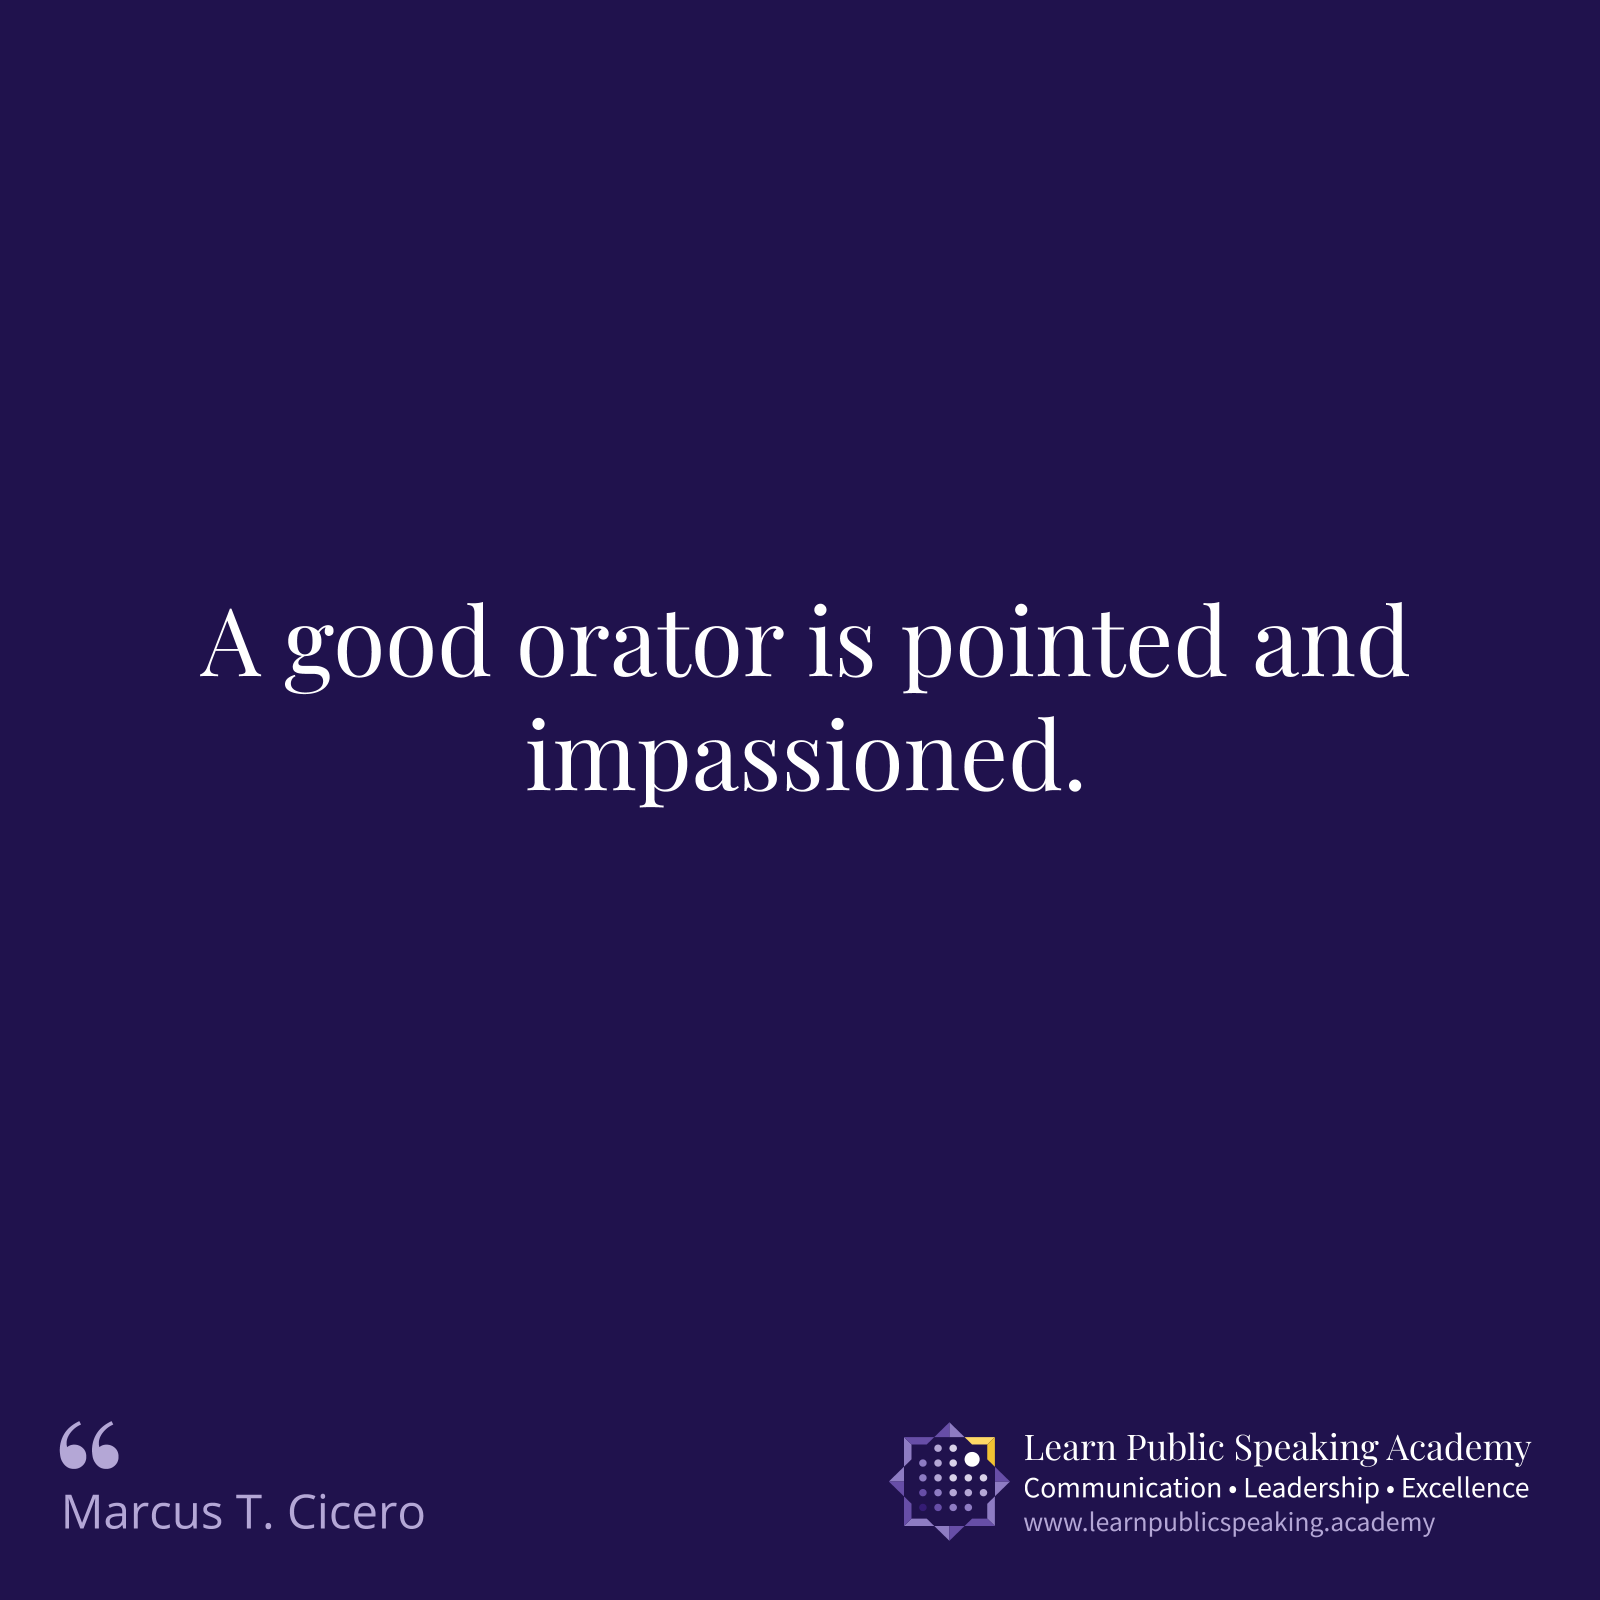 A good orator is pointed and
impassioned.
“
Marcus T. Cicero
Learn Public Speaking Academy
Communication • Leadership • Excellence
www.learnpublicspeaking.academy